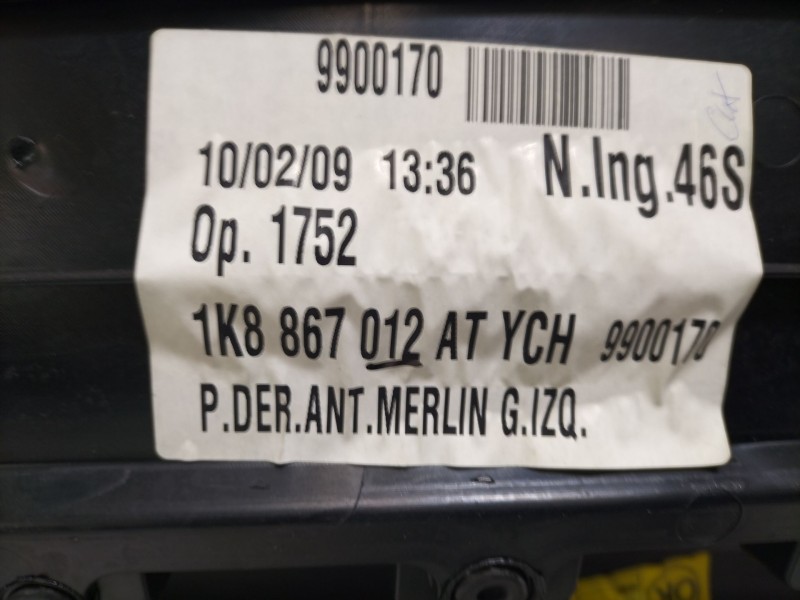 9900170
10/02/09 13:36 N.Ing.46S
Op. 1752
1K8 867 012 AT YCH 9900170
P.DER.ANT.MERLIN G.IZQ.
OK